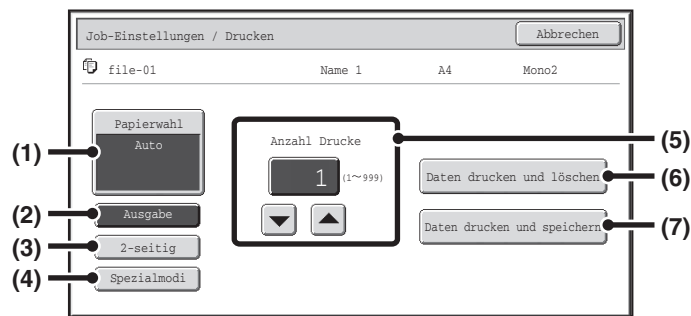 Job-Einstellungen / Drucken
Abbrechen
file-01 Name 1 A4 Mono2
Papierwahl
Auto
(1)
Anzahl Drucke
1 (1~999)
(5)
Daten drucken und löschen
(6)
Ausgabe
(2)
2-seitig
(3)
Daten drucken und speichern
(7)
Spezialmodi
(4)